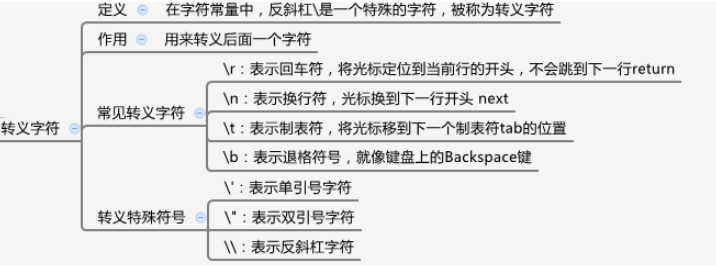 定义 在字符常量中，反斜杠\是一个特殊的字符，被称为转义字符
作用 用来转义后面一个字符
转义字符
常见转义字符
\r：表示回车符，将光标定位到当前行的开头，不会跳到下一行return
\n：表示换行符，光标换到下一行开头 next
\t：表示制表符，将光标移到下一个制表符tab的位置
\b：表示退格符号，就像键盘上的Backspace键
转义特殊符号
\'：表示单引号字符
\"：表示双引号字符
\\：表示反斜杠字符